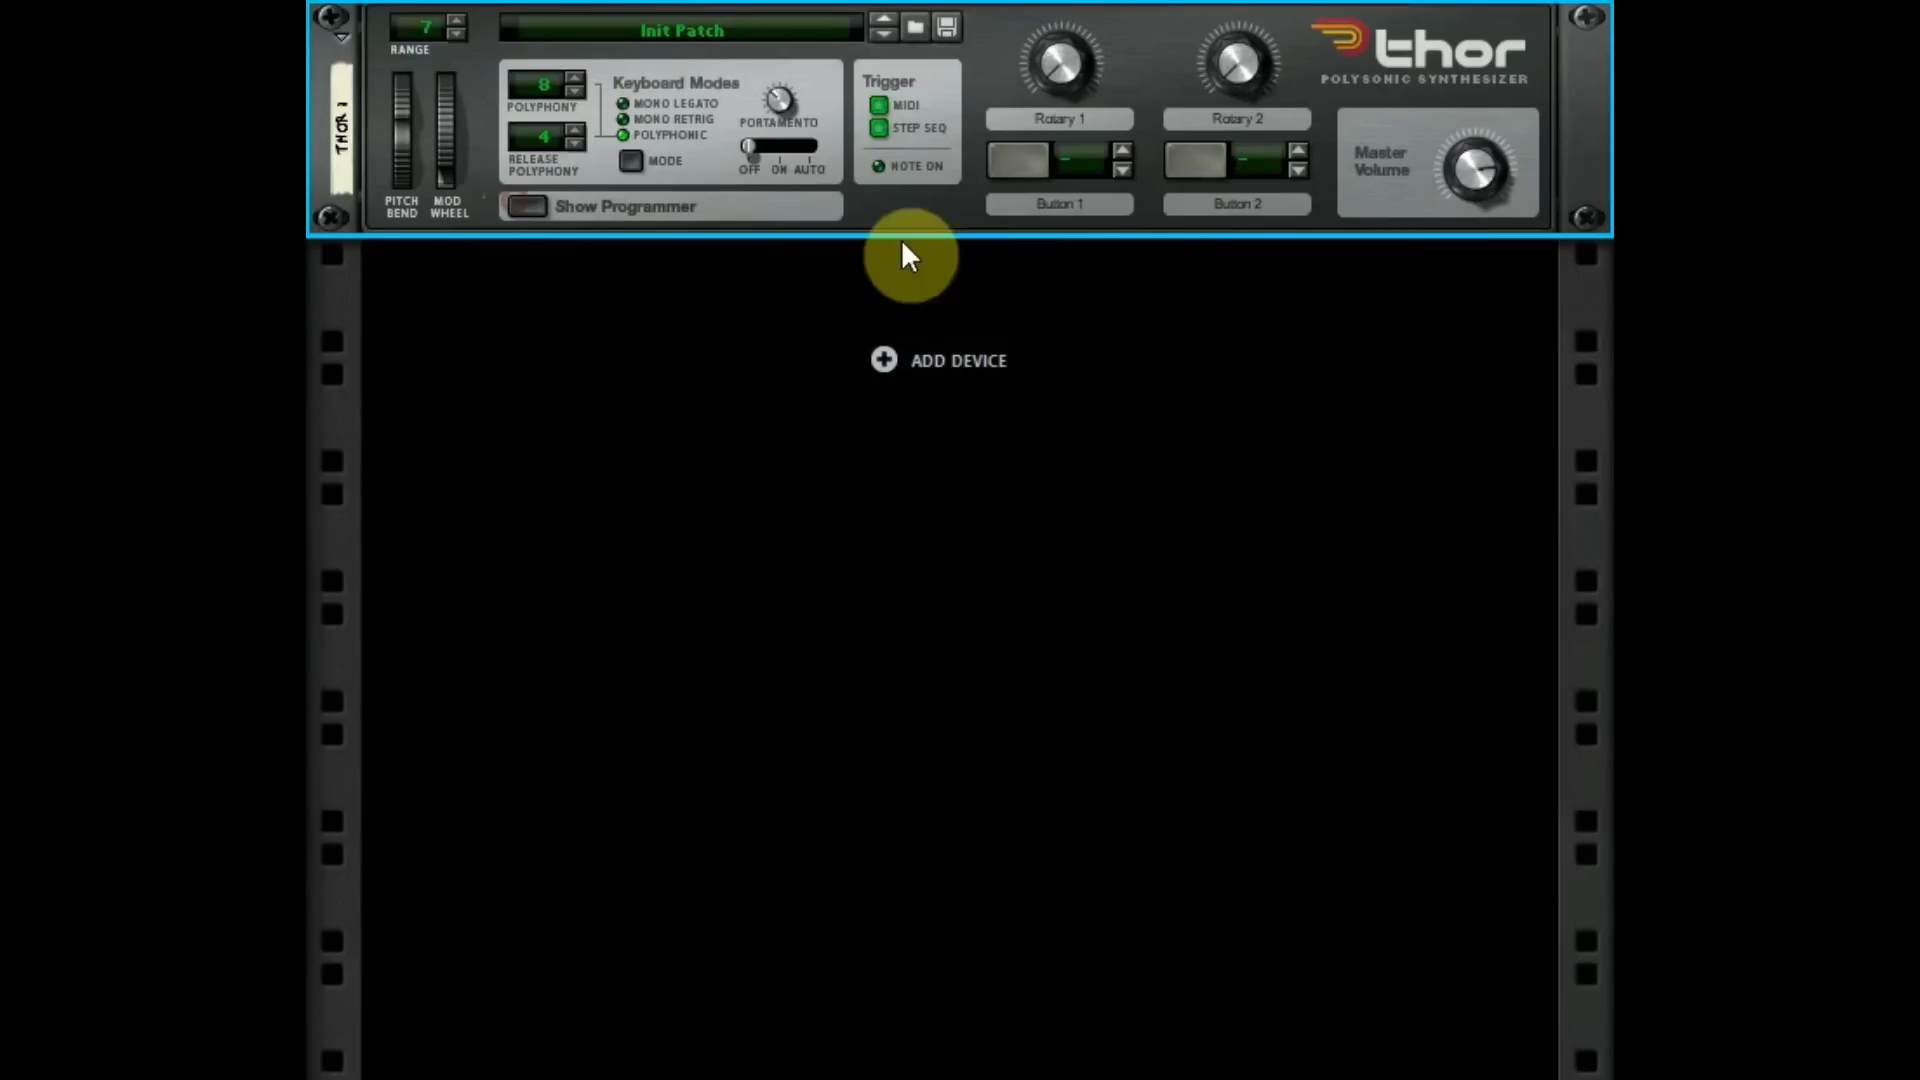 7
RANGE
Init Patch
thor
POLYSONIC SYNTHESIZER
THOR 1
8
POLYPHONY
4
RELEASE
POLYPHONY
Keyboard Modes
MONO LEGATO
MONO RETRIG
POLYPHONIC
MODE
PORTAMENTO
OFF ON AUTO
Trigger
MIDI
STEP SEQ
NOTE ON
Rotary 1
Rotary 2
Button 1
Button 2
Master
Volume
PITCH
BEND
MOD
WHEEL
Show Programmer
ADD DEVICE